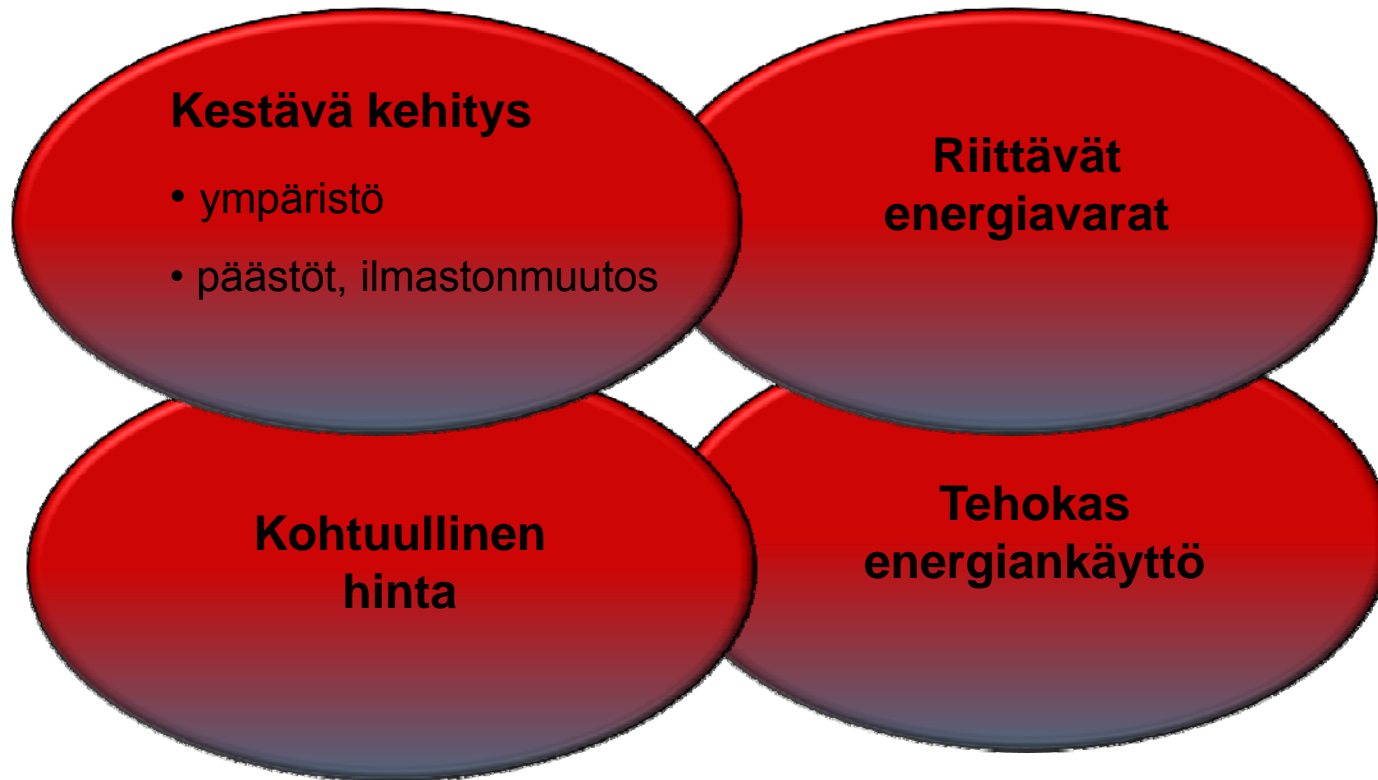 Kestävä kehitys
• ympäristö
• päästöt, ilmastonmuutos
Riittävät
energiavarat
Kohtuullinen
hinta
Tehokas
energiankäyttö